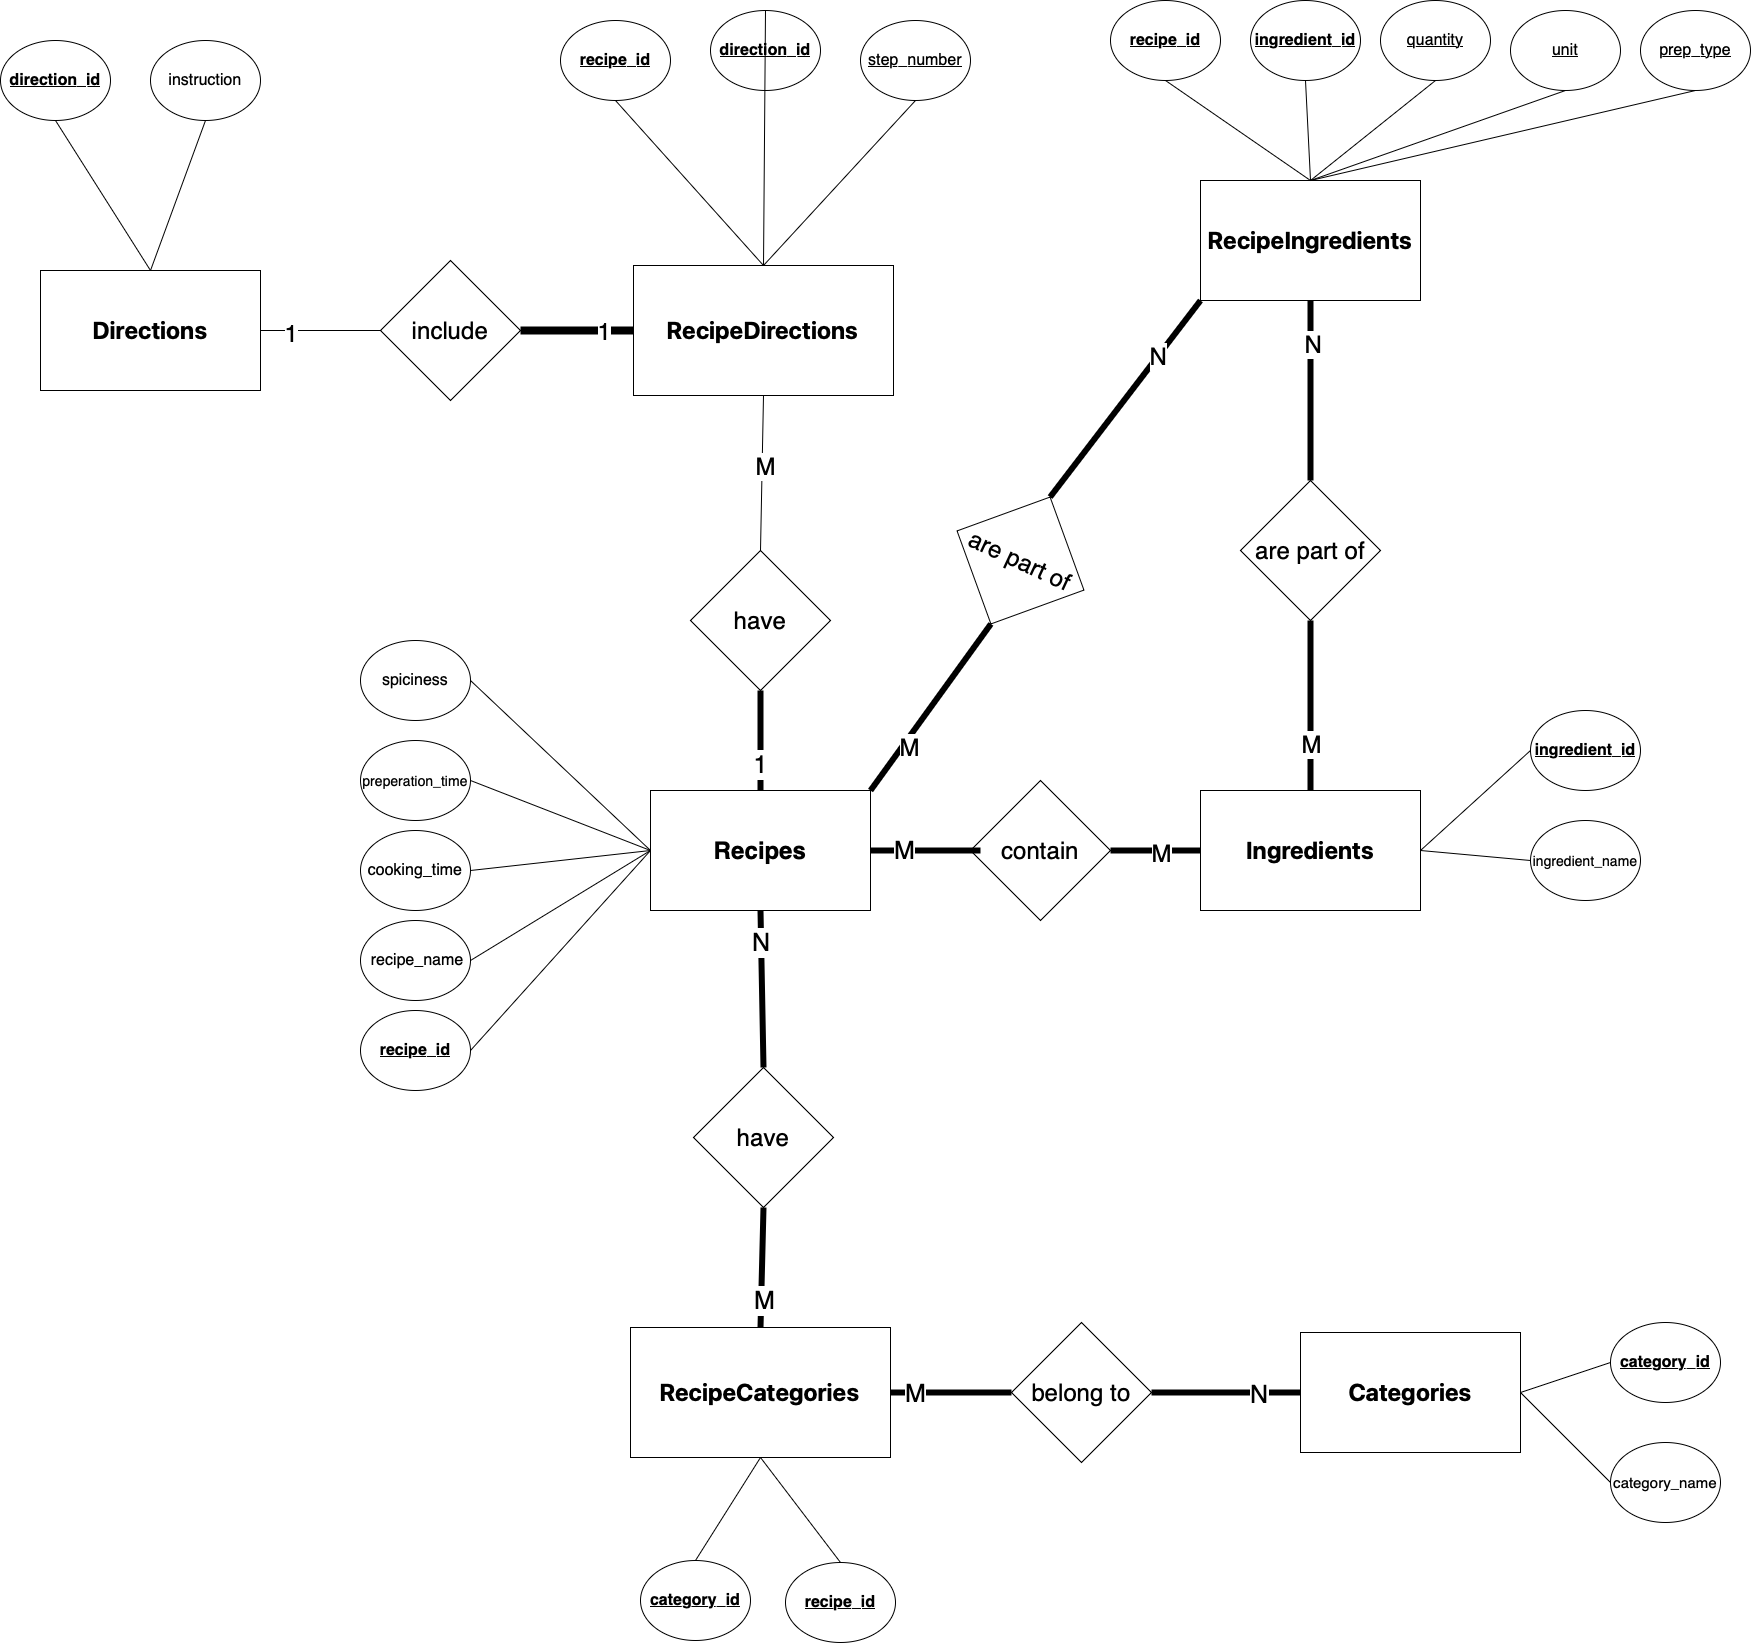 recipe_id
ingredient_id
quantity
unit
prep_type
direction_id
instruction
recipe_id
direction_id
step_number
RecipeIngredients
Directions
1
include
1
RecipeDirections
N
N
M
are part of
are part of
have
spiciness
preperation_time
cooking_time
recipe_name
recipe_id
1
M
M
ingredient_id
ingredient_name
Recipes
M
contain
M
Ingredients
N
have
M
RecipeCategories
M
belong to
N
Categories
category_id
category_name
category_id
recipe_id